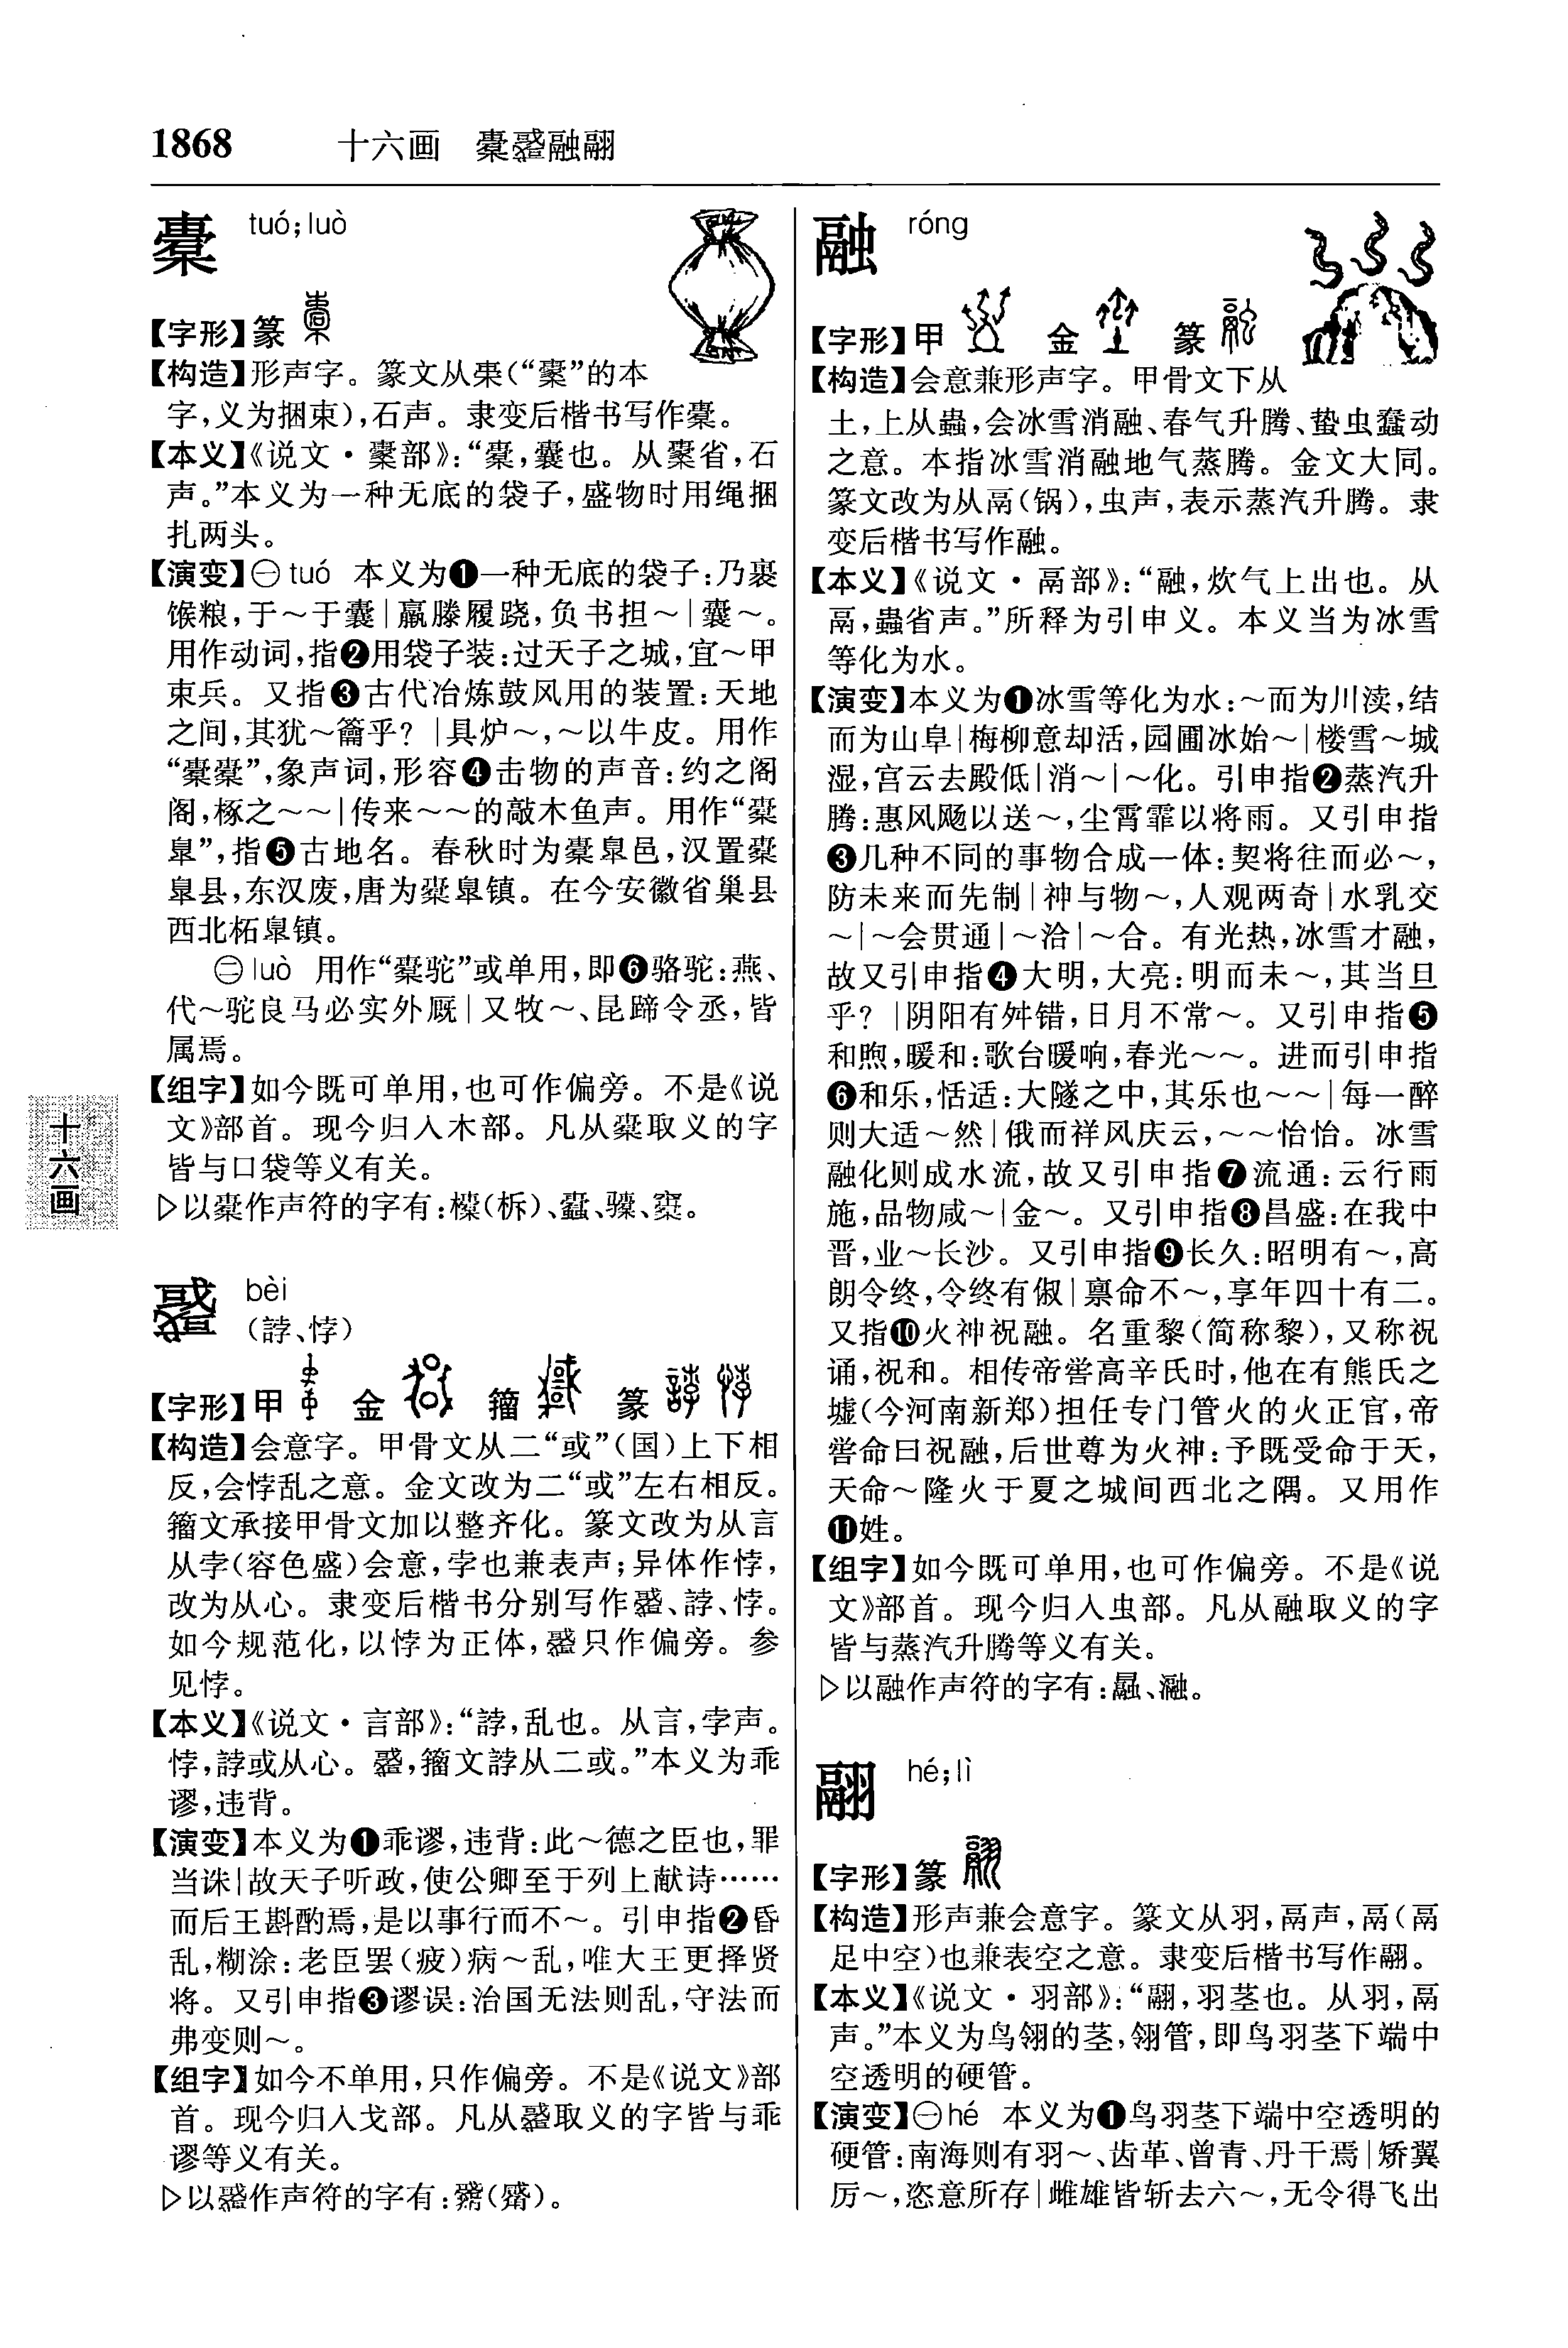 1868 十六画 橐䜋融翮
橐 tuó；luò
【字形】篆
【构造】形声字。篆文从㯻（“橐”的本
字，义为捆束），石声。隶变后楷书写作橐。
【本义】《说文·㯻部》：“橐，囊也。从㯻省，石
声。”本义为一种无底的袋子，盛物时用绳捆
扎两头。
【演变】㊀tuó 本义为❶一种无底的袋子：乃裹
糇粮，于～于囊｜羸縢履跷，负书担～｜囊～。
用作动词，指❷用袋子装：过天子之城，宜～甲
束兵。又指❸古代冶炼鼓风用的装置：天地
之间，其犹～籥乎？｜具炉～，～以牛皮。用作
“橐橐”，象声词，形容❹击物的声音：约之阁
阁，椓之～～｜传来～～的敲木鱼声。用作“橐
皋”，指❺古地名。春秋时为橐皋邑，汉置橐
皋县，东汉废，唐为橐皋镇。在今安徽省巢县
西北柘皋镇。
㊁luò 用作“橐驼”或单用，即❻骆驼：燕、
代～驼良马必实外厩｜又牧～、昆蹄令丞，皆
属焉。
【组字】如今既可单用，也可作偏旁。不是《说
文》部首。现今归入木部。凡从橐取义的字
皆与口袋等义有关。
▷以橐作声符的字有：（柝）、蠹、驝、。
bèi
（誖、悖）
【字形】甲 金 籀 篆
【构造】会意字。甲骨文从二“或”（国）上下相
反，会悖乱之意。金文改为二“或”左右相反。
籀文承接甲骨文加以整齐化。篆文改为从言
从孛（容色盛）会意，孛也兼表声；异体作悖，
改为从心。隶变后楷书分别写作、誖、悖。
如今规范化，以悖为正体，只作偏旁。参
见悖。
【本义】《说文·言部》：“誖，乱也。从言，孛声。
悖，誖或从心。，籀文誖从二或。”本义为乖
谬，违背。
【演变】本义为❶乖谬，违背：此～德之臣也，罪
当诛｜故天子听政，使公卿至于列上献诗……
而后王斟酌焉，是以事行而不～。引申指❷昏
乱，糊涂：老臣罢（疲）病～乱，唯大王更择贤
将。又引申指❸谬误：治国无法则乱，守法而
弗变则～。
【组字】如今不单用，只作偏旁。不是《说文》部
首。现今归入戈部。凡从取义的字皆与乖
谬等义有关。
▷以作声符的字有：
十六画
融 róng
【字形】甲 金 篆
【构造】会意兼形声字。甲骨文下从
土，上从蟲，会冰雪消融、春气升腾、蛰虫蠢动
之意。本指冰雪消融地气蒸腾。金文大同。
篆文改为从鬲（锅），虫声，表示蒸汽升腾。隶
变后楷书写作融。
【本义】《说文·鬲部》：“融，炊气上出也。从
鬲，蟲省声。”所释为引申义。本义当为冰雪
等化为水。
【演变】本义为❶冰雪等化为水：～而为川渎，结
而为山阜｜梅柳意却活，园圃冰始～｜楼雪～城
湿，宫云去殿低｜消～｜～化。引申指❷蒸汽升
腾：惠风飏以送～，尘霄霏以将雨。又引申指
❸几种不同的事物合成一体：契将往而必～，
防未来而先制｜神与物～，人观两奇｜水乳交
～｜～会贯通｜～洽｜～合。有光热，冰雪才融，
故又引申指❹大明，大亮：明而未～，其当旦
乎？｜阴阳有舛错，日月不常～。又引申指❺
和煦，暖和：歌台暖响，春光～～。进而引申指
❻和乐，恬适：大隧之中，其乐也～～｜每一醉
则大适～然｜俄而祥风庆云，～～怡怡。冰雪
融化则成水流，故又引申指❼流通：云行雨
施，品物咸～｜金～。又引申指❽昌盛：在我中
晋，业～长沙。又引申指❾长久：昭明有～，高
朗令终，令终有俶｜禀命不～，享年四十有二。
又指❿火神祝融。名重黎（简称黎），又称祝
诵，祝和。相传帝喾高辛氏时，他在有熊氏之
墟（今河南新郑）担任专门管火的火正官，帝
喾命曰祝融，后世尊为火神：予既受命于天，
天命～隆火于夏之城间西北之隅。又用作
⓫姓。
【组字】如今既可单用，也可作偏旁。不是《说
文》部首。现今归入虫部。凡从融取义的字
皆与蒸汽升腾等义有关。
▷以融作声符的字有：、瀜。
翮 hé；lì
【字形】篆
【构造】形声兼会意字。篆文从羽，鬲声，鬲（鬲
足中空）也兼表空之意。隶变后楷书写作翮。
【本义】《说文·羽部》：“翮，羽茎也。从羽，鬲
声。”本义为鸟翎的茎，翎管，即鸟羽茎下端中
空透明的硬管。
【演变】㊀hé 本义为❶鸟羽茎下端中空透明的
硬管：南海则有羽～、齿革、曾青、丹干焉｜矫翼
厉～，恣意所存｜雌雄皆斩去六～，无令得飞出